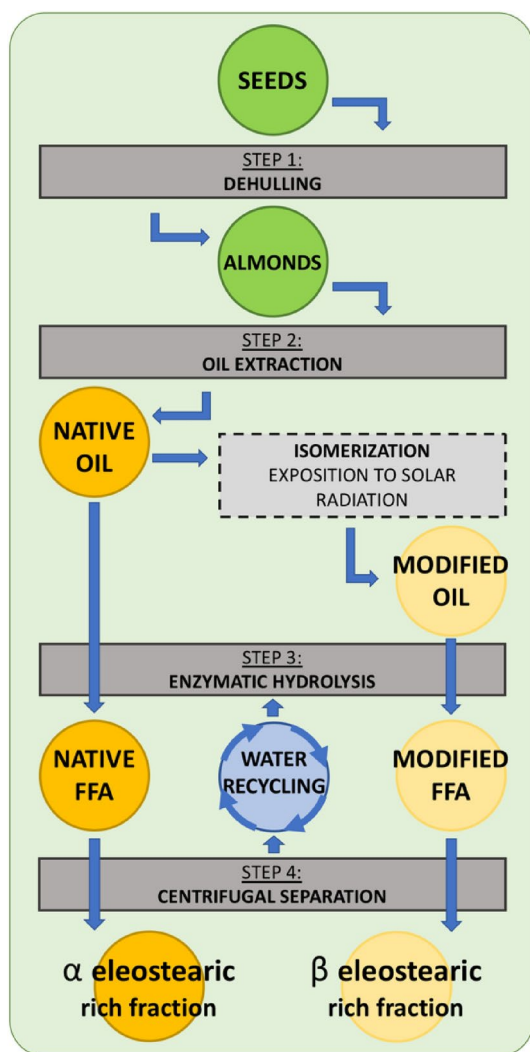 SEEDS
STEP 1:
DEHULLING
ALMONDS
STEP 2:
OIL EXTRACTION
NATIVE
OIL
ISOMERIZATION
EXPOSITION TO SOLAR
RADIATION
MODIFIED
OIL
STEP 3:
ENZYMATIC HYDROLYSIS
NATIVE
FFA
WATER
RECYCLING
MODIFIED
FFA
STEP 4:
CENTRIFUGAL SEPARATION
α eleostearic
rich fraction
β eleostearic
rich fraction